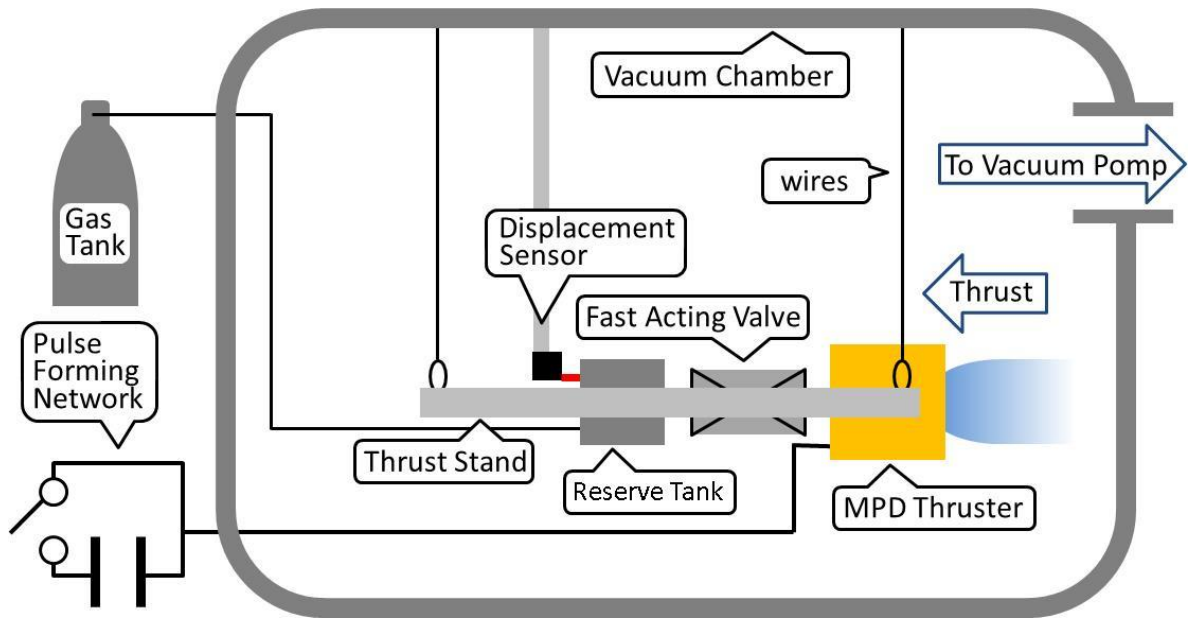 Vacuum Chamber
To Vacuum Pump
wires
Gas
Tank
Displacement
Sensor
Thrust
Fast Acting Valve
Pulse
Forming
Network
Thrust Stand
Reserve Tank
MPD Thruster